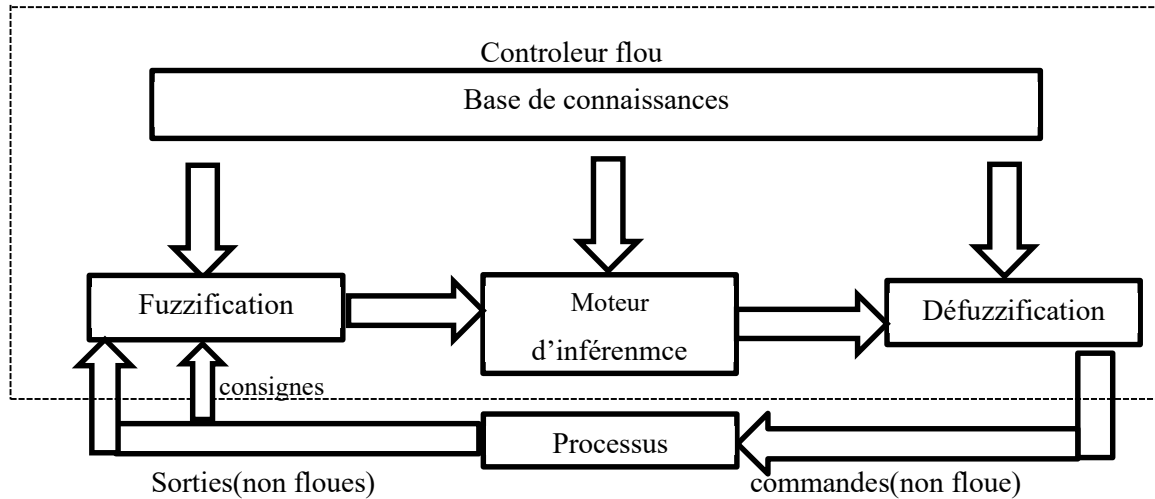 Controleur flou
Base de connaissances
Fuzzification
Moteur
d'inférenmce
Défuzzification
consignes
Processus
Sorties(non floues)
commandes(non floue)